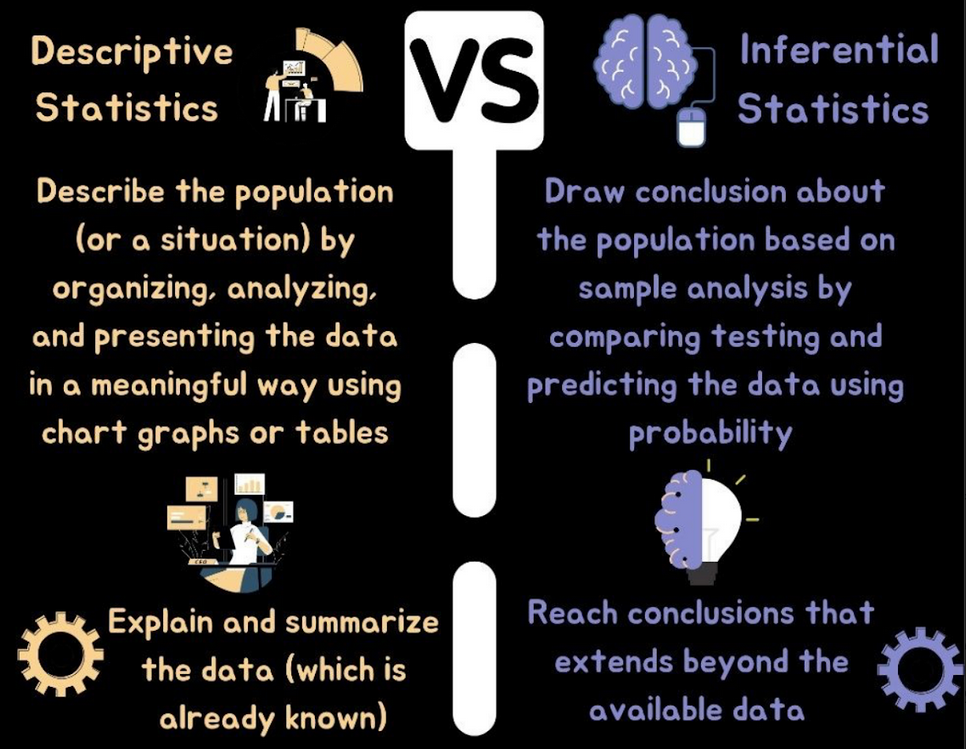 Descriptive
Statistics
VS
Inferential
Statistics
Describe the population
(or a situation) by
organizing, analyzing,
and presenting the data
in a meaningful way using
chart graphs or tables
Draw conclusion about
the population based on
sample analysis by
comparing testing and
predicting the data using
probability
CEO
Explain and summarize
the data (which is
already known)
Reach conclusions that
extends beyond the
available data